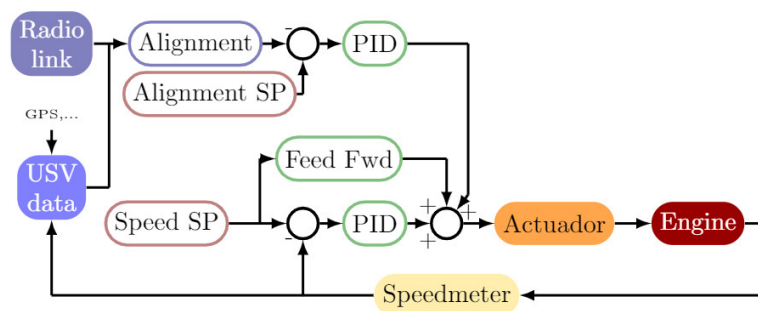 Radio
link
Alignment
-
PID
Alignment SP
GPS,...
USV
data
Feed Fwd
Speed SP
-
PID
+
+
+
Actuador
Engine
Speedmeter